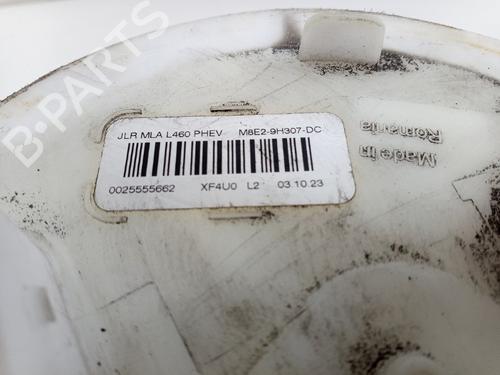 JLR MLA L460 PHEV M8E2-9H307-DC
0025555662 XF4U0 L2 03.10.23
Made in
Romania
B-PARTS